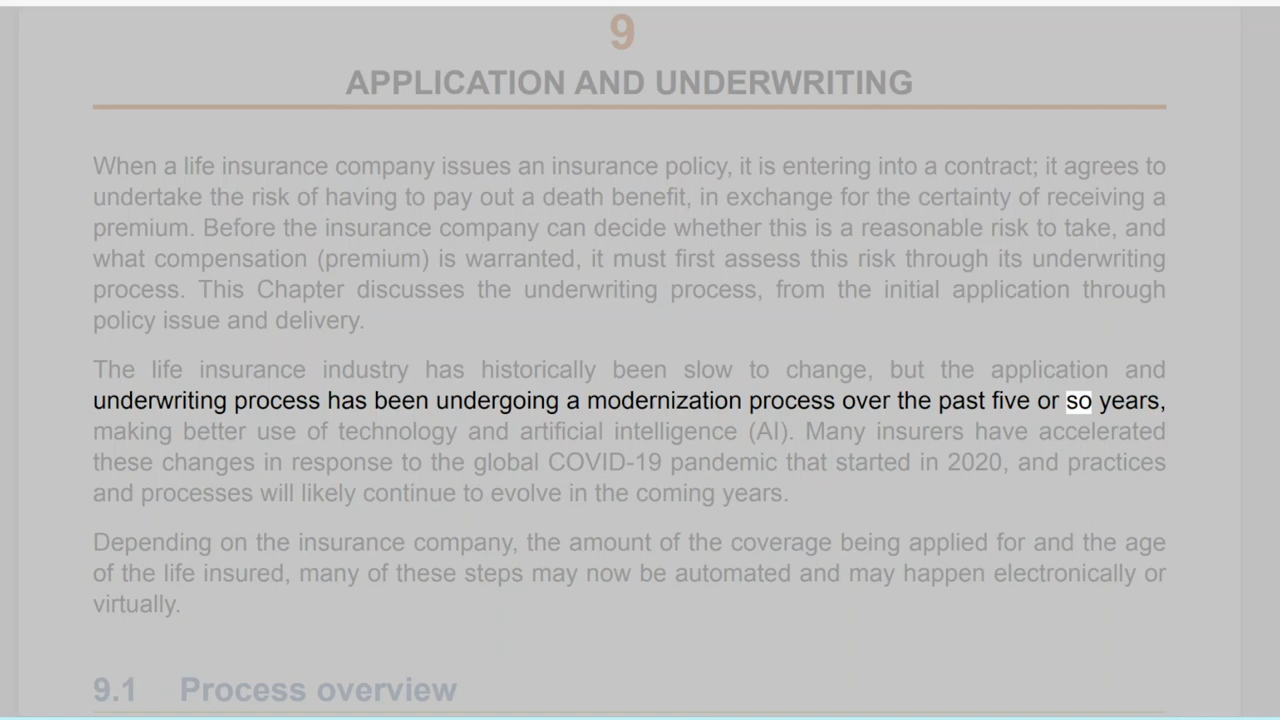 9
APPLICATION AND UNDERWRITING
When a life insurance company issues an insurance policy, it is entering into a contract; it agrees to
undertake the risk of having to pay out a death benefit, in exchange for the certainty of receiving a
premium. Before the insurance company can decide whether this is a reasonable risk to take, and
what compensation (premium) is warranted, it must first assess this risk through its underwriting
process. This Chapter discusses the underwriting process, from the initial application through
policy issue and delivery.
The life insurance industry has historically been slow to change, but the application and
underwriting process has been undergoing a modernization process over the past five or so years,
making better use of technology and artificial intelligence (AI). Many insurers have accelerated
these changes in response to the global COVID-19 pandemic that started in 2020, and practices
and processes will likely continue to evolve in the coming years.
Depending on the insurance company, the amount of the coverage being applied for and the age
of the life insured, many of these steps may now be automated and may happen electronically or
virtually.
9.1 Process overview